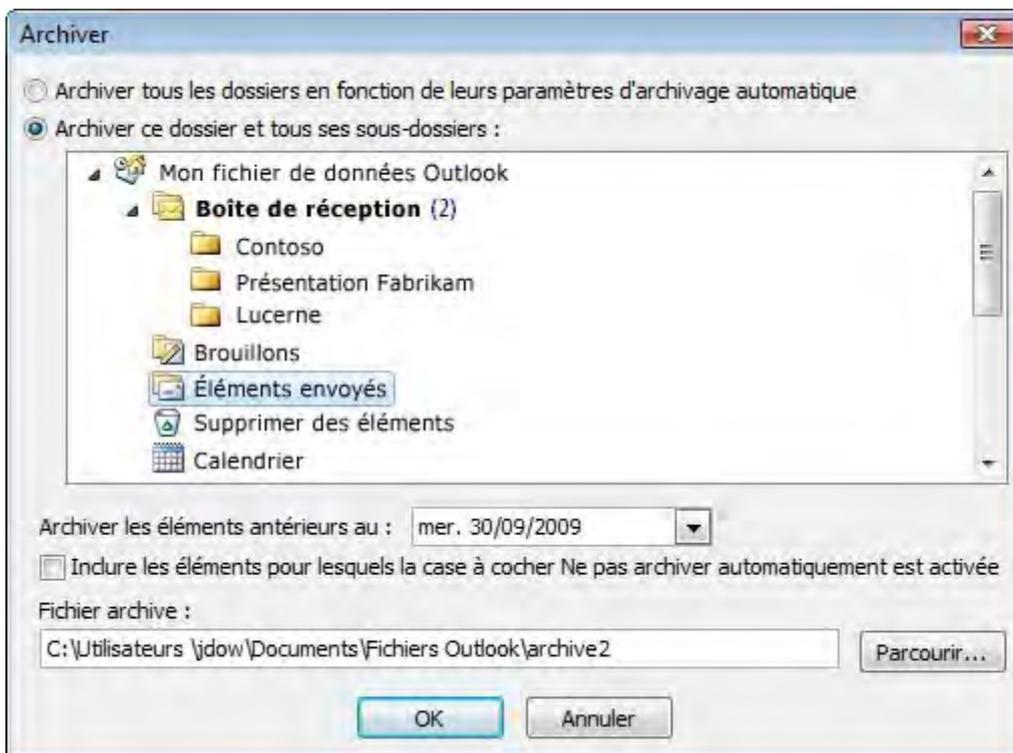 Archiver
Archiver tous les dossiers en fonction de leurs paramètres d'archivage automatique
Archiver ce dossier et tous ses sous-dossiers :
Mon fichier de données Outlook
Boîte de réception (2)
Contoso
Présentation Fabrikam
Lucerne
Brouillons
Éléments envoyés
Supprimer des éléments
Calendrier
Archiver les éléments antérieurs au : mer. 30/09/2009
Inclure les éléments pour lesquels la case à cocher Ne pas archiver automatiquement est activée
Fichier archive :
C:\Utilisateurs \jdow\Documents\Fichiers Outlook\archive2 Parcourir...
OK Annuler